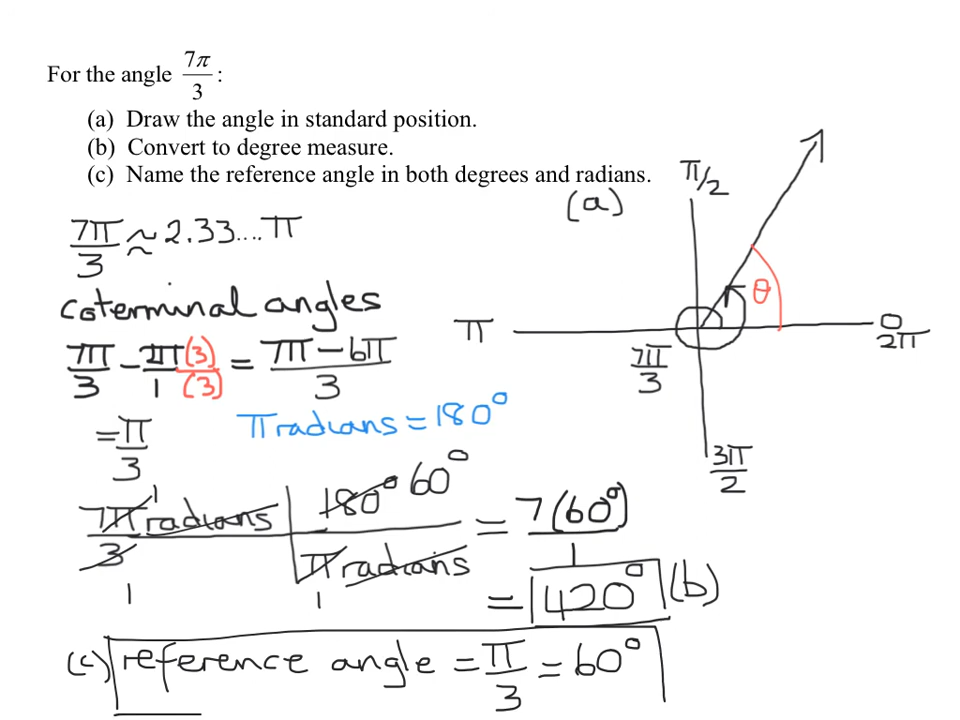 For the angle 7π/3 :
(a) Draw the angle in standard position.
(b) Convert to degree measure.
(c) Name the reference angle in both degrees and radians.
(a)
π/2
θ
π
0
2π
7π/3
3π/2
7π/3 ≈ 2.33....π
coterminal angles
7π/3 - 2π(3)/1(3) = 7π-6π/3
= π/3
π radians = 180°
7π radians 1 180° 60° = 7(60°)
3 π radians 1
1 1 = 420° (b)
(c) reference angle = π/3 = 60°